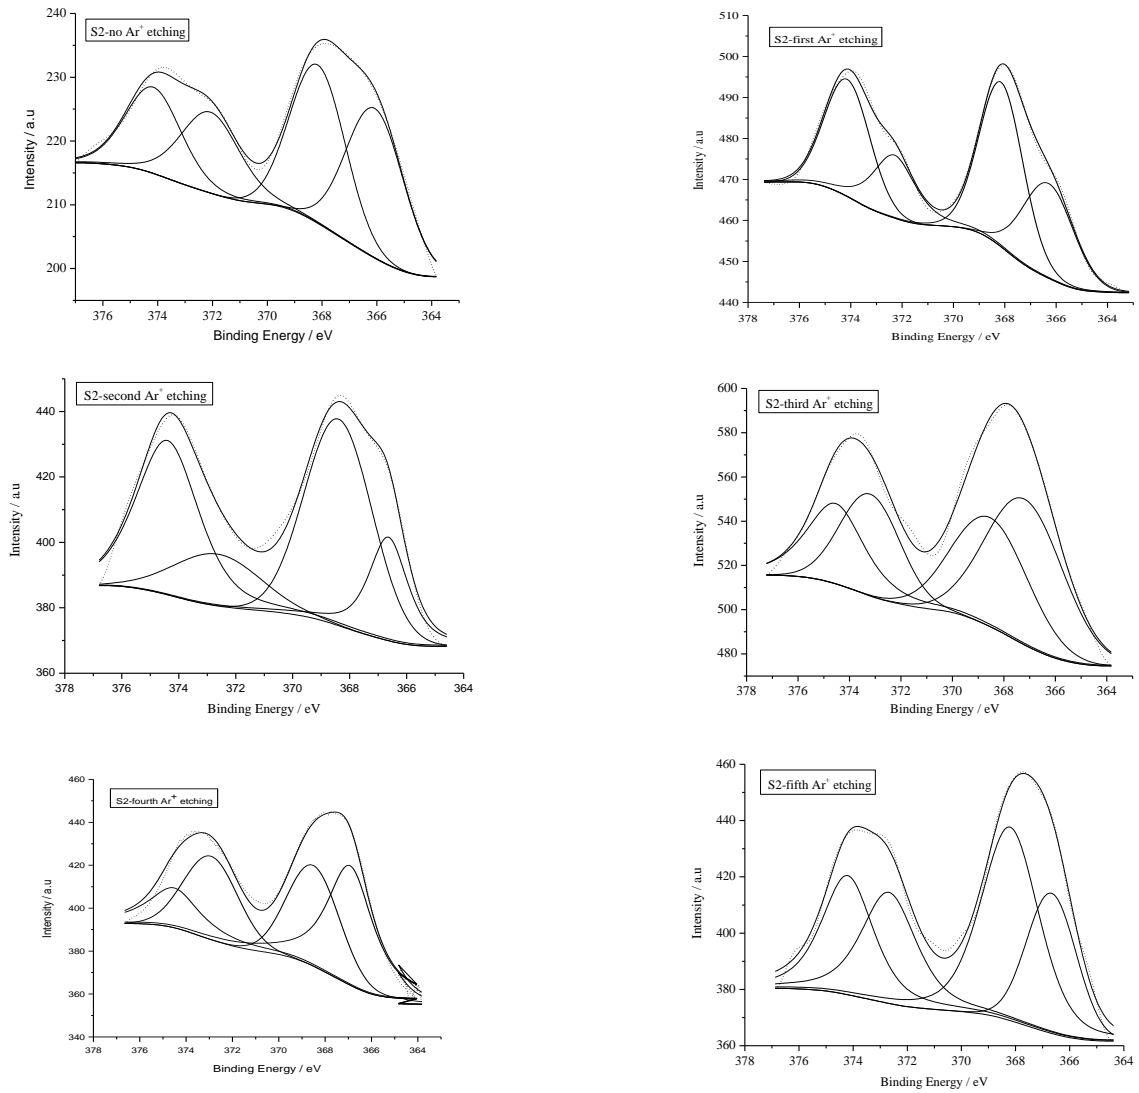 S2-no Ar+ etching
240
230
220
210
200
Intensity / a.u
376 374 372 370 368 366 364
Binding Energy / eV
S2-first Ar+ etching
510
500
490
480
470
460
450
440
Intensity / a.u
378 376 374 372 370 368 366 364
Binding Energy / eV
S2-second Ar+ etching
440
420
400
380
360
Intensity / a.u
378 376 374 372 370 368 366 364
Binding Energy / eV
S2-third Ar+ etching
600
580
560
540
520
500
480
Intensity / a.u
378 376 374 372 370 368 366 364
Binding Energy / eV
S2-fourth Ar+ etching
460
440
420
400
380
360
340
Intensity / a.u
378 376 374 372 370 368 366 364
Binding Energy / eV
S2-fifth Ar+ etching
460
440
420
400
380
360
Intensity / a.u
378 376 374 372 370 368 366 364
Binding Energy / eV